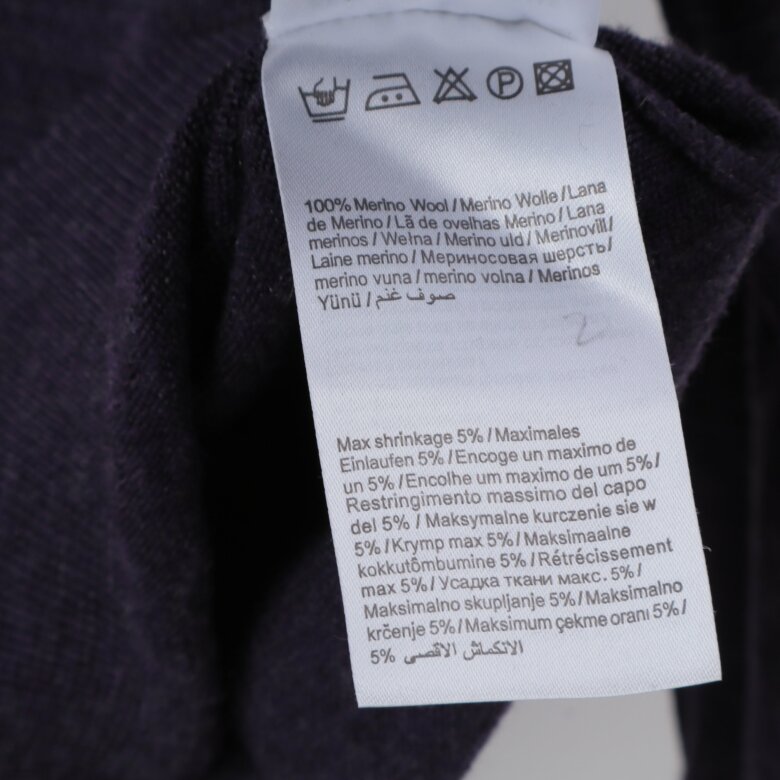 P
100% Merino Wool / Merino Wolle / Lana
de Merino / Lã de ovelhas Merino / Lana
merinos / Wełna / Merino uld / Merinovill /
Laine merino / Мериносовая шерсть /
merino vuna / merino volna / Merinos
Yünü / صوف غنم
Max shrinkage 5% / Maximales
Einlaufen 5% / Encoge un maximo de
un 5% / Encolhe um maximo de um 5% /
Restringimento massimo del capo
del 5% / Maksymalne kurczenie sie w
5% / Krymp max 5% / Maksimaalne
kokkutõmbumine 5% / Rétrécissement
max 5% / Усадка ткани макс. 5% /
Maksimalno skupljanje 5% / Maksimalno
krčenje 5% / Maksimum çekme oranı 5% /
5% الانكماش الاقصى